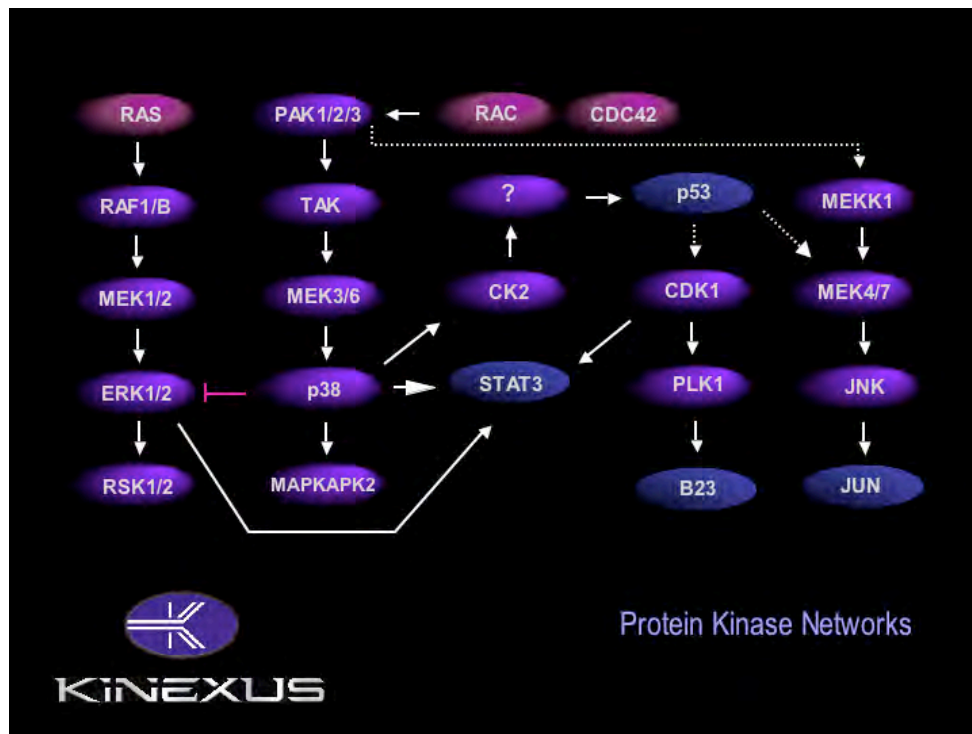 RAS
PAK1/2/3
RAC
CDC42
RAF1/B
TAK
?
p53
MEKK1
MEK1/2
MEK3/6
CK2
CDK1
MEK4/7
ERK1/2
p38
STAT3
PLK1
JNK
RSK1/2
MAPKAPK2
B23
JUN
Protein Kinase Networks
KiNEXUS